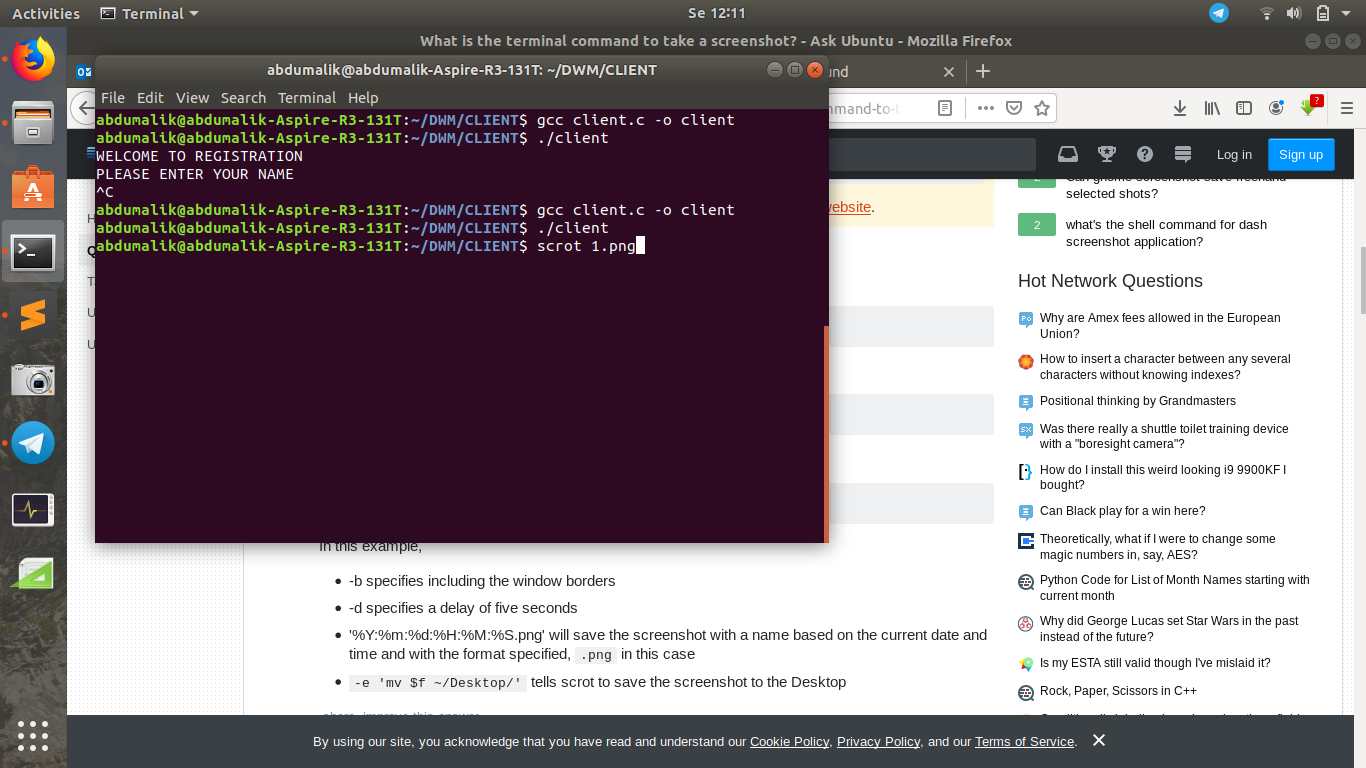 Activities
Terminal
Se 12:11
What is the terminal command to take a screenshot? - Ask Ubuntu - Mozilla Firefox
abdumalik@abdumalik-Aspire-R3-131T: ~/DWM/CLIENT
File Edit View Search Terminal Help
abdumalik@abdumalik-Aspire-R3-131T:~/DWM/CLIENT$ gcc client.c -o client
abdumalik@abdumalik-Aspire-R3-131T:~/DWM/CLIENT$ ./client
WELCOME TO REGISTRATION
PLEASE ENTER YOUR NAME
^C
abdumalik@abdumalik-Aspire-R3-131T:~/DWM/CLIENT$ gcc client.c -o client
abdumalik@abdumalik-Aspire-R3-131T:~/DWM/CLIENT$ ./client
abdumalik@abdumalik-Aspire-R3-131T:~/DWM/CLIENT$ scrot 1.png
Log in
Sign up
In this example,
-b specifies including the window borders
-d specifies a delay of five seconds
'%Y:%m:%d:%H:%M:%S.png' will save the screenshot with a name based on the current date and
time and with the format specified, .png in this case
-e 'mv $f ~/Desktop/' tells scrot to save the screenshot to the Desktop
selected shots?
2
what's the shell command for dash
screenshot application?
Hot Network Questions
Why are Amex fees allowed in the European
Union?
How to insert a character between any several
characters without knowing indexes?
Positional thinking by Grandmasters
Was there really a shuttle toilet training device
with a "boresight camera"?
How do I install this weird looking i9 9900KF I
bought?
Can Black play for a win here?
Theoretically, what if I were to change some
magic numbers in, say, AES?
Python Code for List of Month Names starting with
current month
Why did George Lucas set Star Wars in the past
instead of the future?
Is my ESTA still valid though I've mislaid it?
Rock, Paper, Scissors in C++
By using our site, you acknowledge that you have read and understand our Cookie Policy, Privacy Policy, and our Terms of Service.